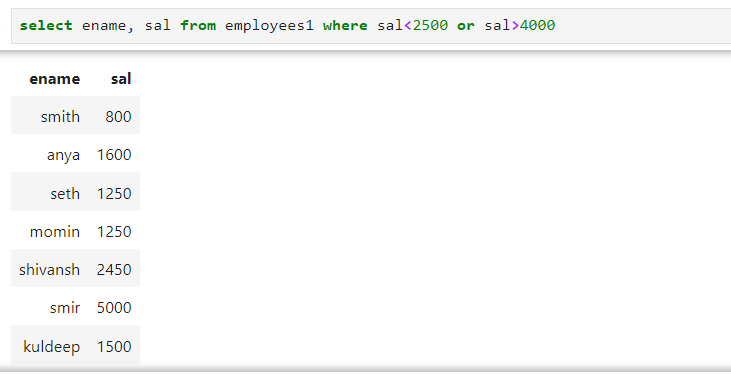 select ename, sal from employees1 where sal<2500 or sal>4000
ename sal
smith 800
anya 1600
seth 1250
momin 1250
shivansh 2450
smir 5000
kuldeep 1500